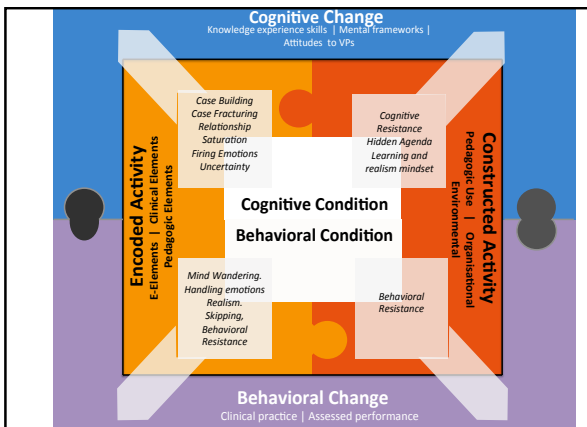 Cognitive Change
Knowledge experience skills | Mental frameworks |
Attitudes to VPs
Encoded Activity
E-Elements | Clinical Elements
Pedagogic Elements
Case Building
Case Fracturing
Relationship
Saturation
Firing Emotions
Uncertainty
Cognitive
Resistance
Hidden Agenda
Learning and
realism mindset
Constructed Activity
Pedagogic Use | Organisational
Environmental
Cognitive Condition
Behavioral Condition
Mind Wandering.
Handling emotions
Realism.
Skipping,
Behavioral
Resistance
Behavioral
Resistance
Behavioral Change
Clinical practice | Assessed performance